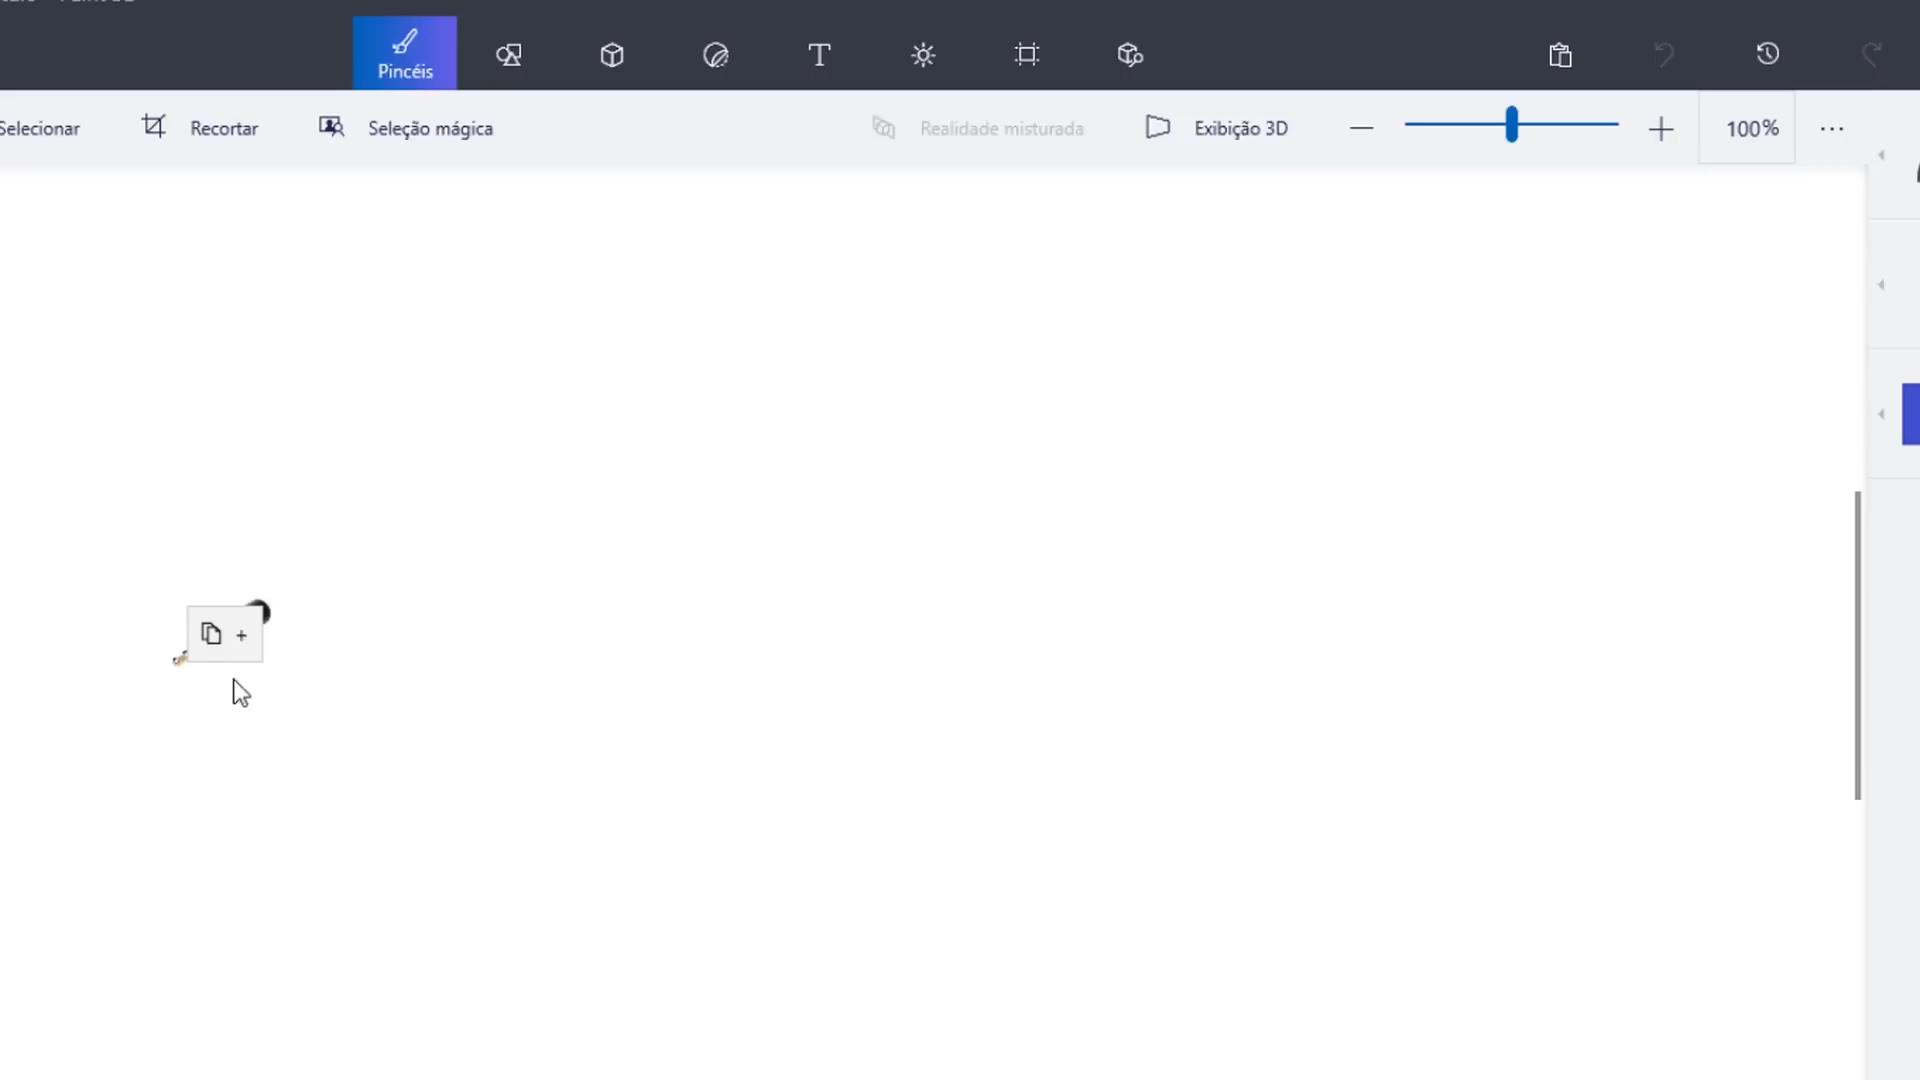 Pincéis
Selecionar
Recortar
Seleção mágica
Realidade misturada
Exibição 3D
100%